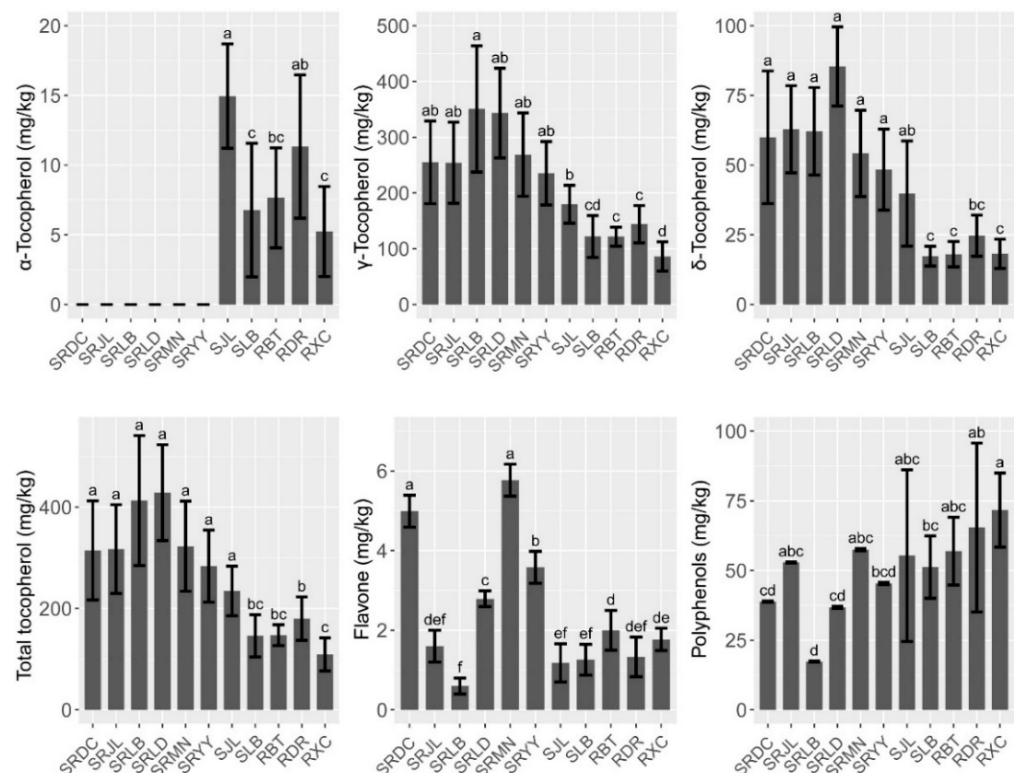 α-Tocopherol (mg/kg)
20
15
10
5
0
a
c
bc
ab
c
SRDC SRJL SRLB SRLD SRMN SRYY SJL SLB RBT RDR RXC
γ-Tocopherol (mg/kg)
500
400
300
200
100
0
ab ab a ab ab ab b cd c c d
SRDC SRJL SRLB SRLD SRMN SRYY SJL SLB RBT RDR RXC
δ-Tocopherol (mg/kg)
100
75
50
25
0
a a a a a a ab c c bc c
SRDC SRJL SRLB SRLD SRMN SRYY SJL SLB RBT RDR RXC
Total tocopherol (mg/kg)
400
200
0
a a a a a a a bc bc b c
SRDC SRJL SRLB SRLD SRMN SRYY SJL SLB RBT RDR RXC
Flavone (mg/kg)
6
4
2
0
a def f c a b ef ef d def de
SRDC SRJL SRLB SRLD SRMN SRYY SJL SLB RBT RDR RXC
Polyphenols (mg/kg)
100
75
50
25
0
cd abc d cd abc bcd abc bc abc ab a
SRDC SRJL SRLB SRLD SRMN SRYY SJL SLB RBT RDR RXC